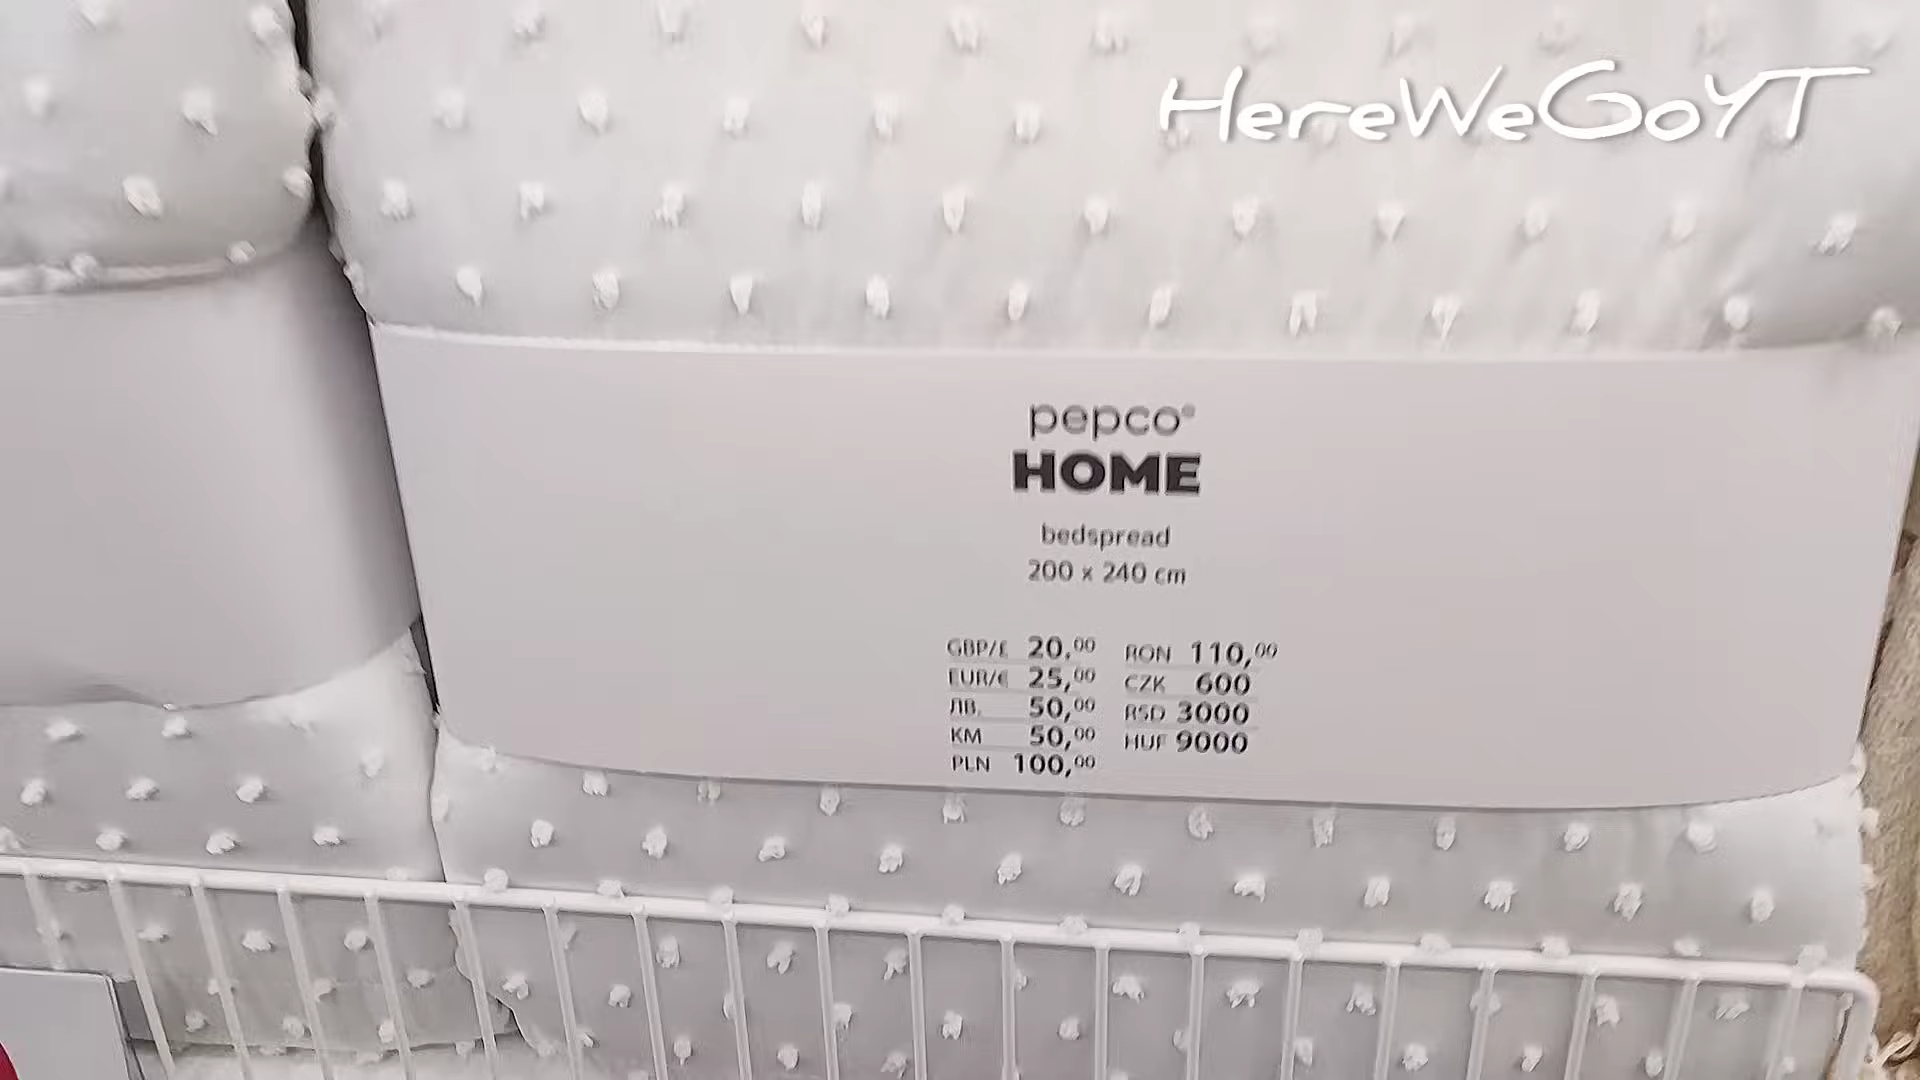 HereWeGoYT
pepco®
HOME
bedspread
200 x 240 cm
GBP/£ 20,00 RON 110,00
EUR/€ 25,00 CZK 600
ЛВ. 50,00 RSD 3000
KM 50,00 HUF 9000
PLN 100,00